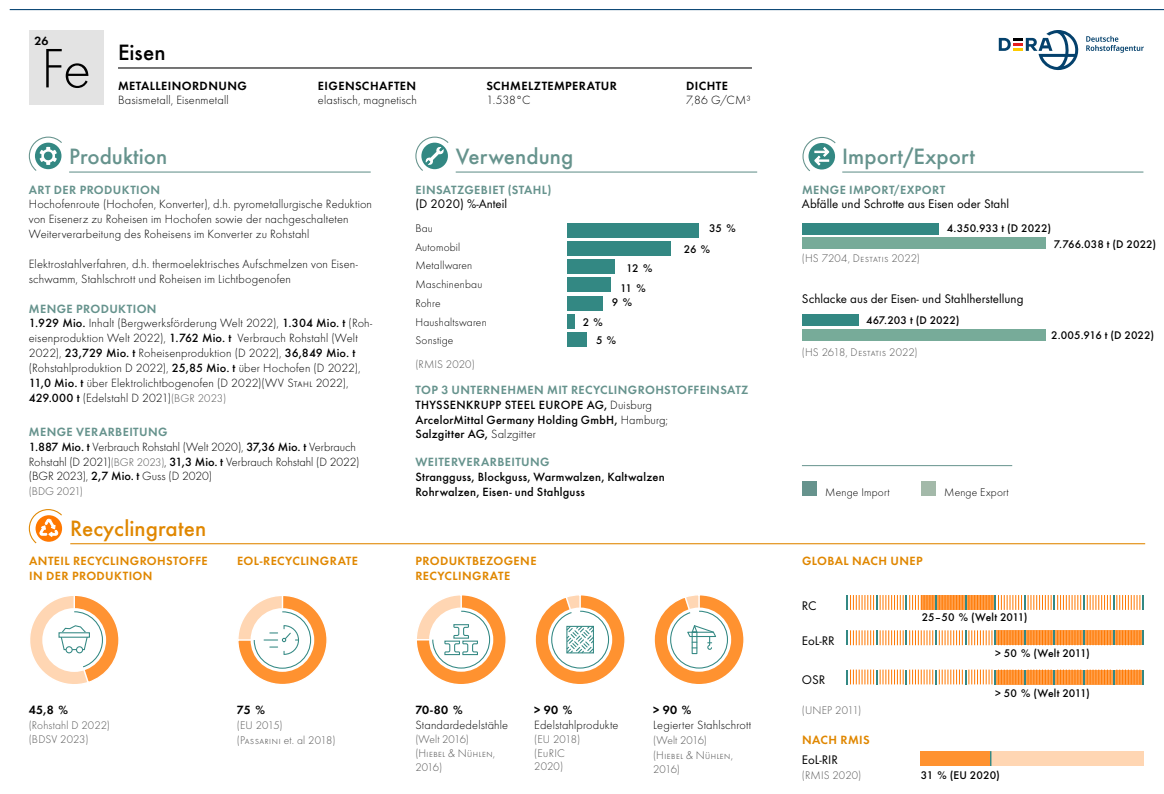 26
Fe
Eisen
METALLEINORDNUNG
Basismetall, Eisenmetall
EIGENSCHAFTEN
elastisch, magnetisch
SCHMELZTEMPERATUR
1.538°C
DICHTE
7,86 G/CM³
DERA
Deutsche
Rohstoffagentur
Produktion
ART DER PRODUKTION
Hochofenroute (Hochofen, Konverter), d.h. pyrometallurgische Reduktion
von Eisenerz zu Roheisen im Hochofen sowie der nachgeschalteten
Weiterverarbeitung des Roheisens im Konverter zu Rohstahl
Elektrostahlverfahren, d.h. thermoelektrisches Aufschmelzen von Eisen-
schwamm, Stahlschrott und Roheisen im Lichtbogenofen
MENGE PRODUKTION
1.929 Mio. Inhalt (Bergwerksförderung Welt 2022), 1.304 Mio. t (Roh-
eisenproduktion Welt 2022), 1.762 Mio. t Verbrauch Rohstahl (Welt
2022), 23,729 Mio. t Roheisenproduktion (D 2022), 36,849 Mio. t
(Rohstahlproduktion D 2022), 25,85 Mio. t über Hochofen (D 2022),
11,0 Mio. t über Elektrolichtbogenofen (D 2022)(WV STAHL 2022),
429.000 t (Edelstahl D 2021)(BGR 2023)
MENGE VERARBEITUNG
1.887 Mio. t Verbrauch Rohstahl (Welt 2020), 37,36 Mio. t Verbrauch
Rohstahl (D 2021)(BGR 2023), 31,3 Mio. t Verbrauch Rohstahl (D 2022)
(BGR 2023), 2,7 Mio. t Guss (D 2020)
(BDG 2021)
Verwendung
EINSATZGEBIET (STAHL)
(D 2020) %-Anteil
Bau 35 %
Automobil 26 %
Metallwaren 12 %
Maschinenbau 11 %
Rohre 9 %
Haushaltswaren 2 %
Sonstige 5 %
(RMIS 2020)
TOP 3 UNTERNEHMEN MIT RECYCLINGROHSTOFFEINSATZ
THYSSENKRUPP STEEL EUROPE AG, Duisburg
ArcelorMittal Germany Holding GmbH, Hamburg;
Salzgitter AG, Salzgitter
WEITERVERARBEITUNG
Strangguss, Blockguss, Warmwalzen, Kaltwalzen
Rohrwalzen, Eisen- und Stahlguss
Import/Export
MENGE IMPORT/EXPORT
Abfälle und Schrotte aus Eisen oder Stahl
4.350.933 t (D 2022)
7.766.038 t (D 2022)
(HS 7204, DESTATIS 2022)
Schlacke aus der Eisen- und Stahlherstellung
467.203 t (D 2022)
2.005.916 t (D 2022)
(HS 2618, DESTATIS 2022)
Menge Import
Menge Export
Recyclingraten
ANTEIL RECYCLINGROHSTOFFE
IN DER PRODUKTION
45,8 %
(Rohstahl D 2022)
(BDSV 2023)
EOL-RECYCLINGRATE
75 %
(EU 2015)
(PASSARINI et. al 2018)
PRODUKTBEZOGENE
RECYCLINGRATE
70-80 %
Standardedelstähle
(Welt 2016)
(HIEBEL & NÜHLEN,
2016)
> 90 %
Edelstahlprodukte
(EU 2018)
(EuRIC
2020)
> 90 %
Legierter Stahlschrott
(Welt 2016)
(HIEBEL & NÜHLEN,
2016)
GLOBAL NACH UNEP
RC
25–50 % (Welt 2011)
EoL-RR
> 50 % (Welt 2011)
OSR
> 50 % (Welt 2011)
(UNEP 2011)
NACH RMIS
EoL-RIR
(RMIS 2020)
31 % (EU 2020)